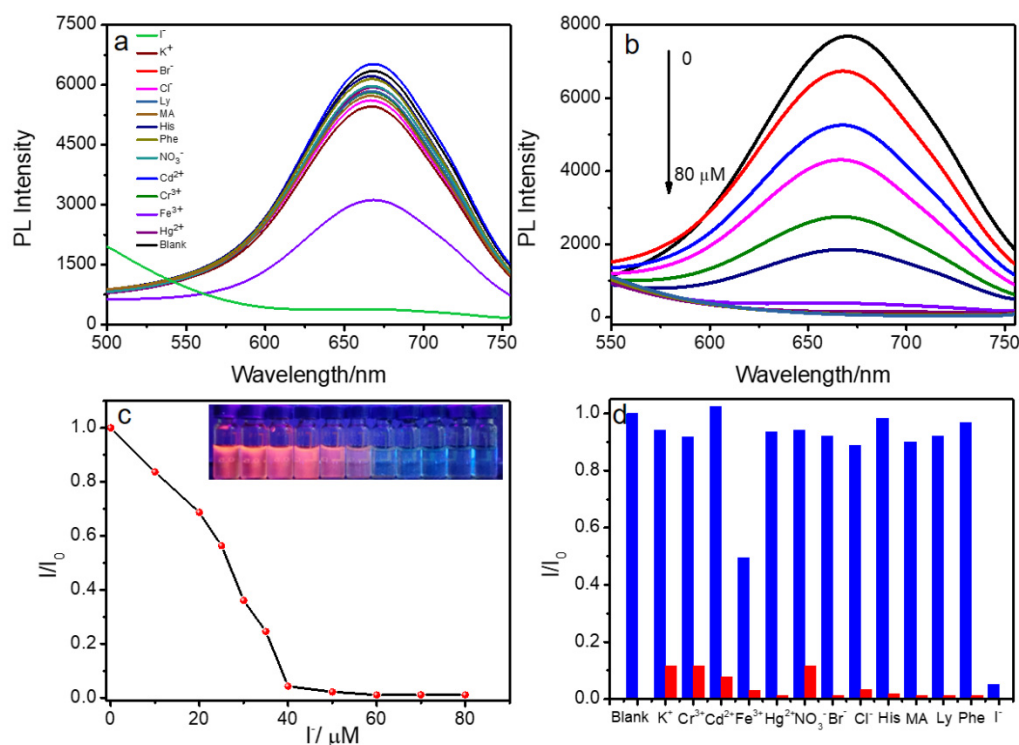 a
I⁻
K⁺
Br⁻
Cl⁻
Ly
MA
His
Phe
NO₃⁻
Cd²⁺
Cr³⁺
Fe³⁺
Hg²⁺
Blank
7500
6000
4500
3000
1500
0
PL Intensity
500 550 600 650 700 750
Wavelength/nm
b
0
80 μM
8000
6000
4000
2000
0
PL Intensity
550 600 650 700 750
Wavelength/nm
c
1.0
0.8
0.6
0.4
0.2
0.0
I/I₀
0 20 40 60 80
I⁻/ μM
d
1.0
0.8
0.6
0.4
0.2
0.0
I/I₀
Blank K⁺ Cr³⁺ Cd²⁺ Fe³⁺ Hg²⁺ NO₃⁻ Br⁻ Cl⁻ His MA Ly Phe I⁻